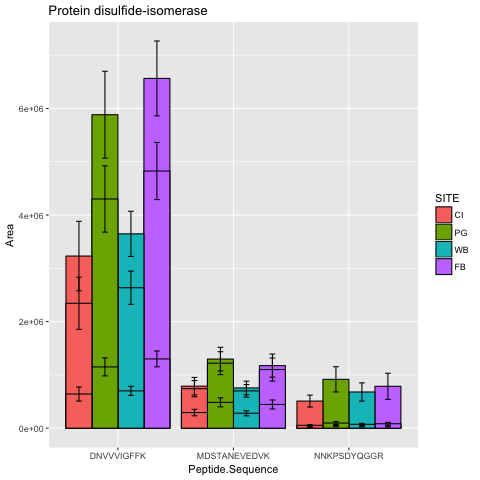 Protein disulfide-isomerase
6e+06
4e+06
2e+06
0e+00
Area
DNVVVIGFFK
MDSTANEVEDVK
NNKPSDYQGGR
Peptide.Sequence
SITE
CI
PG
WB
FB